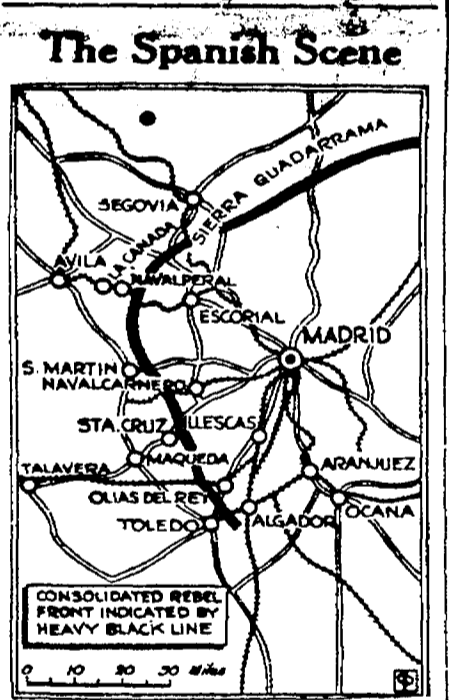 The Spanish Scene
SIERRA GUADARRAMA
SEGOVIA
LA CANADA
AVILA
NAVALPERAL
ESCORIAL
MADRID
S. MARTIN
NAVALCARNERO
STA. CRUZ
ILLESCAS
MAQUEDA
TALAVERA
ARANJUEZ
OLIAS DEL REY
OCANA
TOLEDO
ALGADOR
CONSOLIDATED REBEL
FRONT INDICATED BY
HEAVY BLACK LINE
0 10 20 30 Miles